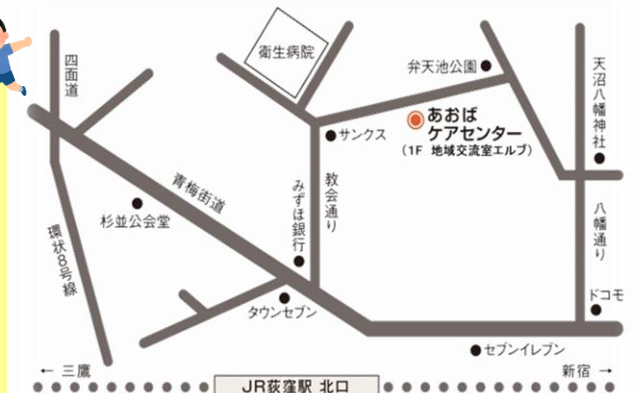 四面道
衛生病院
弁天池公園
天沼八幡神社
サンクス
あおば
ケアセンター
(1F 地域交流室エルブ)
青梅街道
教会通り
みずほ銀行
杉並公会堂
八幡通り
環状8号線
タウンセブン
ドコモ
セブンイレブン
← 三鷹
新宿 →
JR荻窪駅 北口